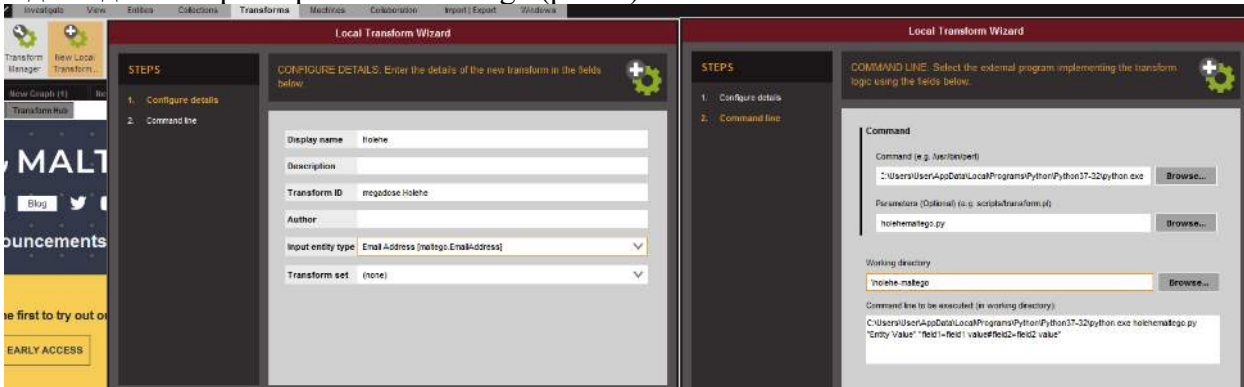 Investigate View Entities Collections Transforms Machines Collaboration Import | Export Windows
Transform Manager
New Local Transform...
New Graph (1)
Transform Hub
MALT
Blog
ouncements
e first to try out o
EARLY ACCESS
Local Transform Wizard
STEPS
1. Configure details
2. Command line
CONFIGURE DETAILS: Enter the details of the new transform in the fields
below.
Display name Holehe
Description
Transform ID megadose.Holehe
Author
Input entity type Email Address [maltego.EmailAddress]
Transform set (none)
Local Transform Wizard
STEPS
1. Configure details
2. Command line
COMMAND LINE: Select the external program implementing the transform
logic using the fields below.
Command
Command (e.g. /usr/bin/perl)
C:\Users\User\AppData\Local\Programs\Python\Python37-32\python.exe Browse...
Parameters (Optional) (e.g. scripts/transform.pl)
holehemaltego.py Browse...
Working directory
\holehe-maltego Browse...
Command line to be executed (in working directory):
C:\Users\User\AppData\Local\Programs\Python\Python37-32\python.exe holehemaltego.py
"Entity Value" "field1=field1 value#field2=field2 value"